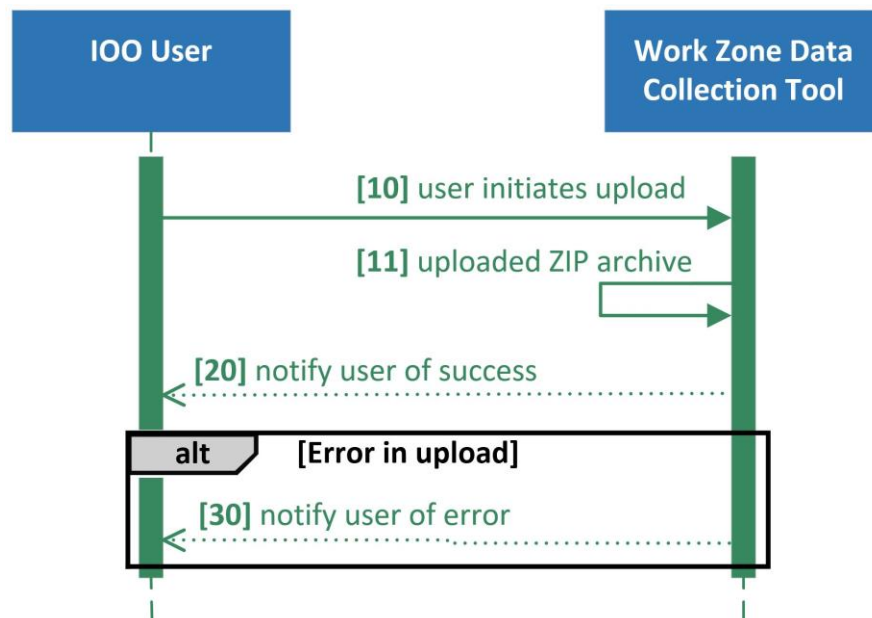 IOO User
Work Zone Data
Collection Tool
[10] user initiates upload
[11] uploaded ZIP archive
[20] notify user of success
alt
[Error in upload]
[30] notify user of error